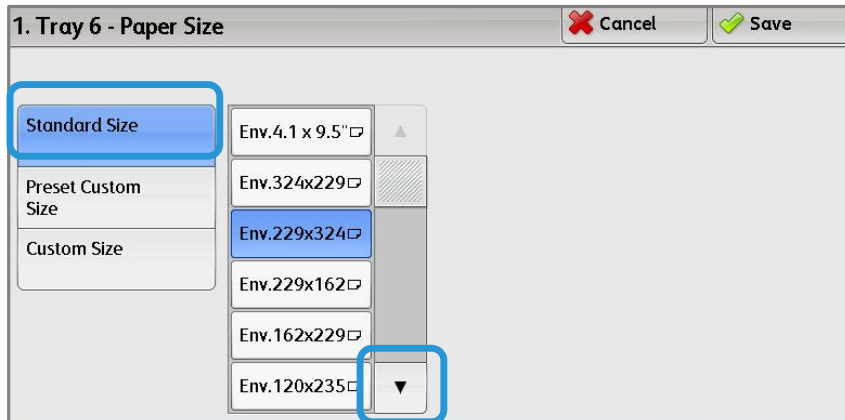 1. Tray 6 - Paper Size
Cancel
Save
Standard Size
Preset Custom
Size
Custom Size
Env.4.1 x 9.5"
Env.324x229
Env.229x324
Env.229x162
Env.162x229
Env.120x235